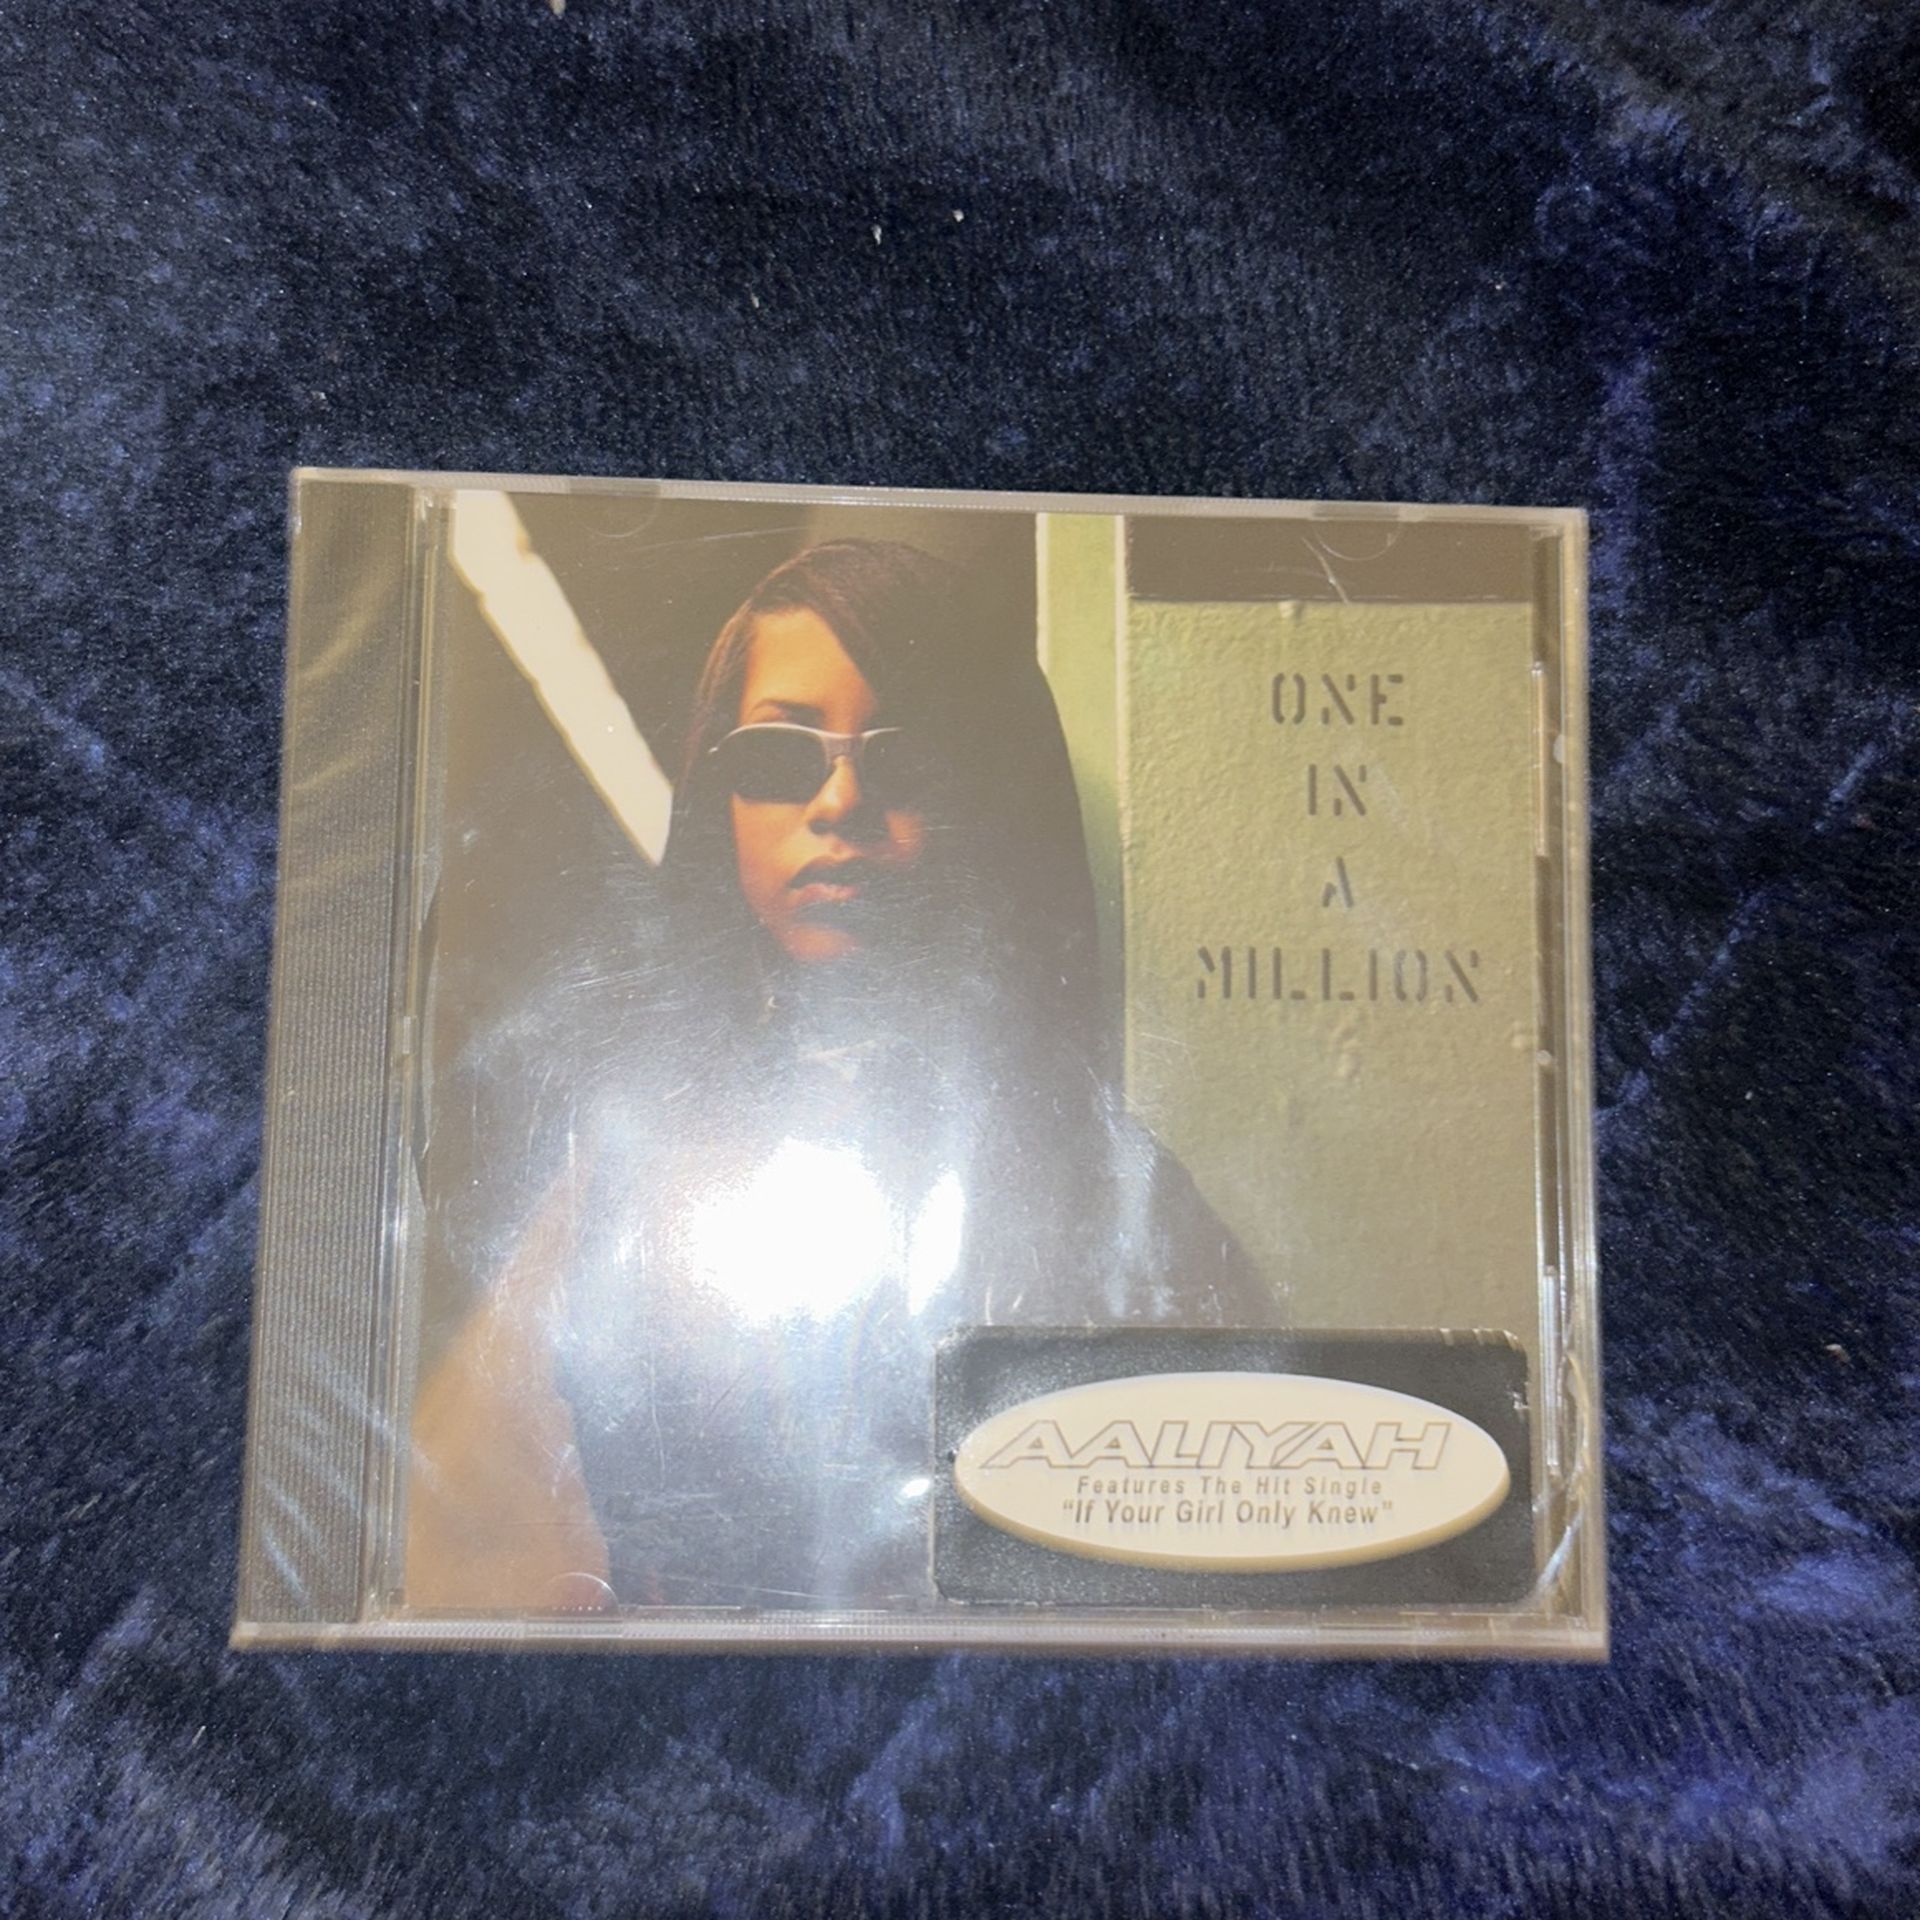 ONE
IN
A
MILLION
AALIYAH
Features The Hit Single
"If Your Girl Only Knew"